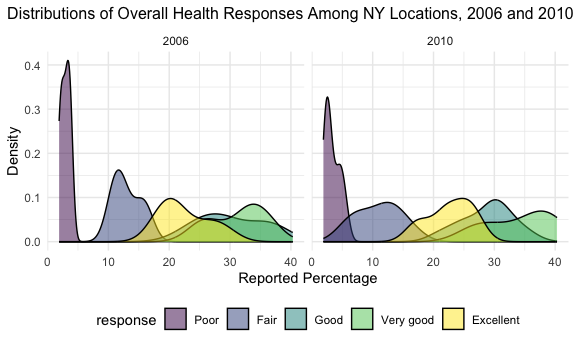 Distributions of Overall Health Responses Among NY Locations, 2006 and 2010
2006
2010
Density
0.4
0.3
0.2
0.1
0.0
0 10 20 30 40
0 10 20 30 40
Reported Percentage
response Poor Fair Good Very good Excellent